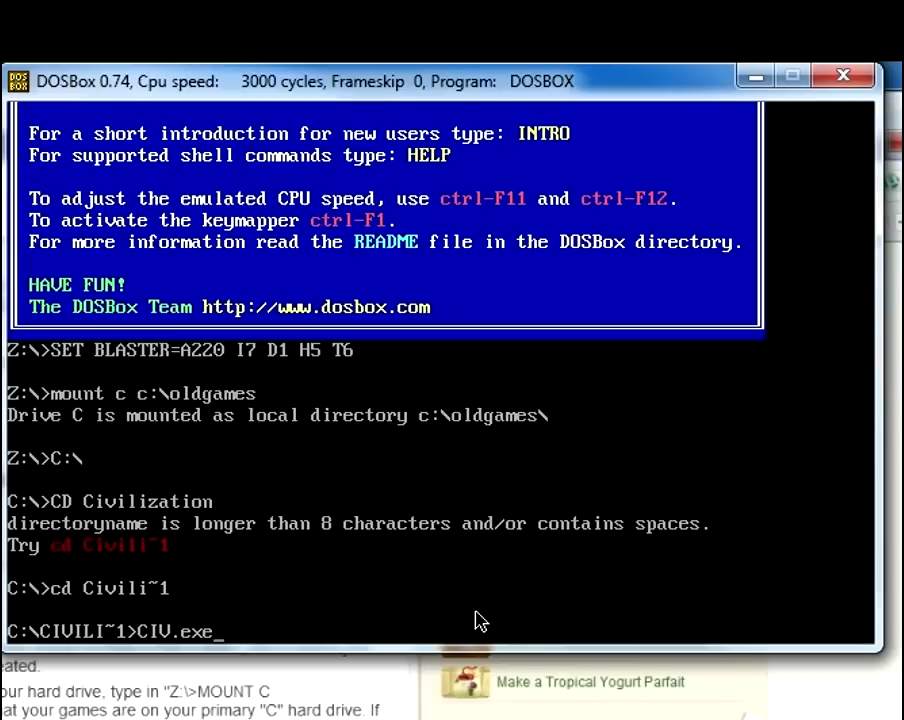 DOSBox 0.74, Cpu speed: 3000 cycles, Frameskip 0, Program: DOSBOX
For a short introduction for new users type: INTRO
For supported shell commands type: HELP
To adjust the emulated CPU speed, use ctrl-F11 and ctrl-F12.
To activate the keymapper ctrl-F1.
For more information read the README file in the DOSBox directory.
HAVE FUN!
The DOSBox Team http://www.dosbox.com
Z:\>SET BLASTER=A220 I7 D1 H5 T6
Z:\>mount c c:\oldgames
Drive C is mounted as local directory c:\oldgames\
Z:\>C:\
C:\>CD Civilization
directoryname is longer than 8 characters and/or contains spaces.
Try cd Civili~1
C:\>cd Civili~1
C:\CIVILI~1>CIV.exe_
eated.
our hard drive, type in "Z:\>MOUNT C
at your games are on your primary "C" hard drive. If
Make a Tropical Yogurt Parfait